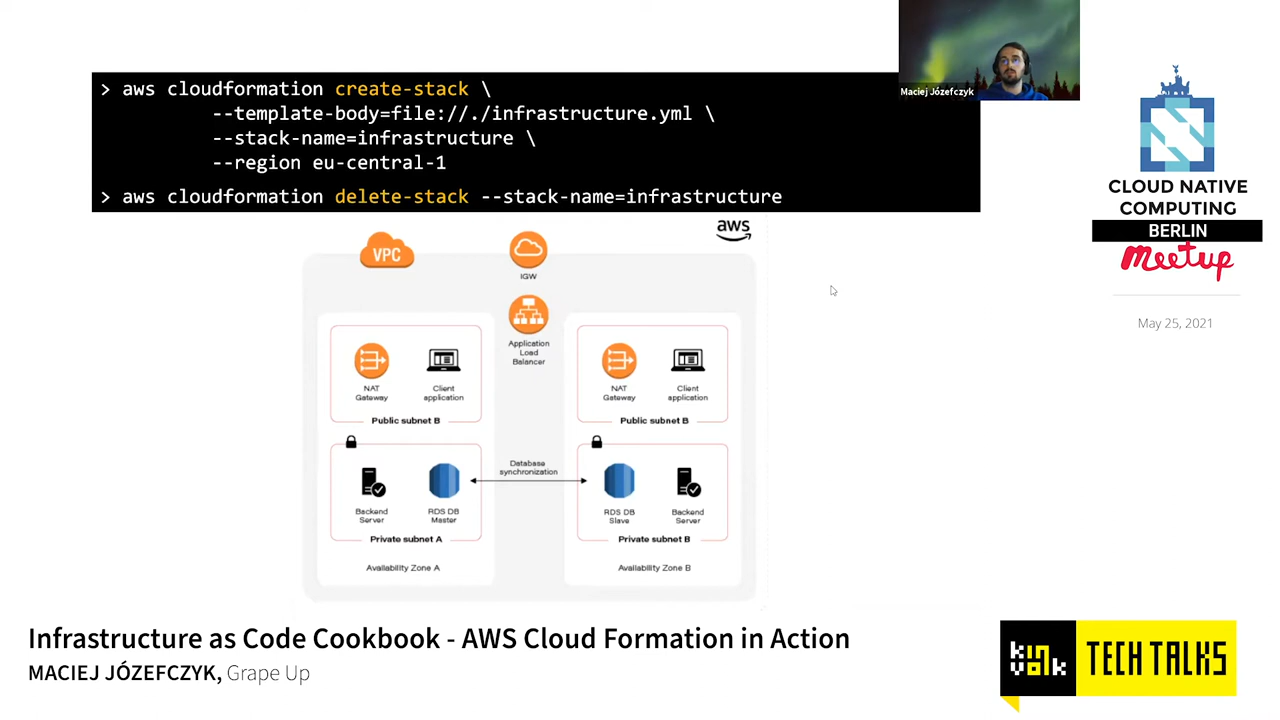 > aws cloudformation create-stack \
--template-body=file://./infrastructure.yml \
--stack-name=infrastructure \
--region eu-central-1
> aws cloudformation delete-stack --stack-name=infrastructure
Maciej Józefczyk
CLOUD NATIVE
COMPUTING
BERLIN
meetup
May 25, 2021
aws
VPC
IGW
Application
Load
Balancer
NAT
Gateway
Client
application
Public subnet B
NAT
Gateway
Client
application
Public subnet B
Database
synchronization
Backend
Server
RDS DB
Master
Private subnet A
RDS DB
Slave
Backend
Server
Private subnet B
Availability Zone A
Availability Zone B
Infrastructure as Code Cookbook - AWS Cloud Formation in Action
MACIEJ JÓZEFCZYK, Grape Up
kin
volk
TECH TALKS